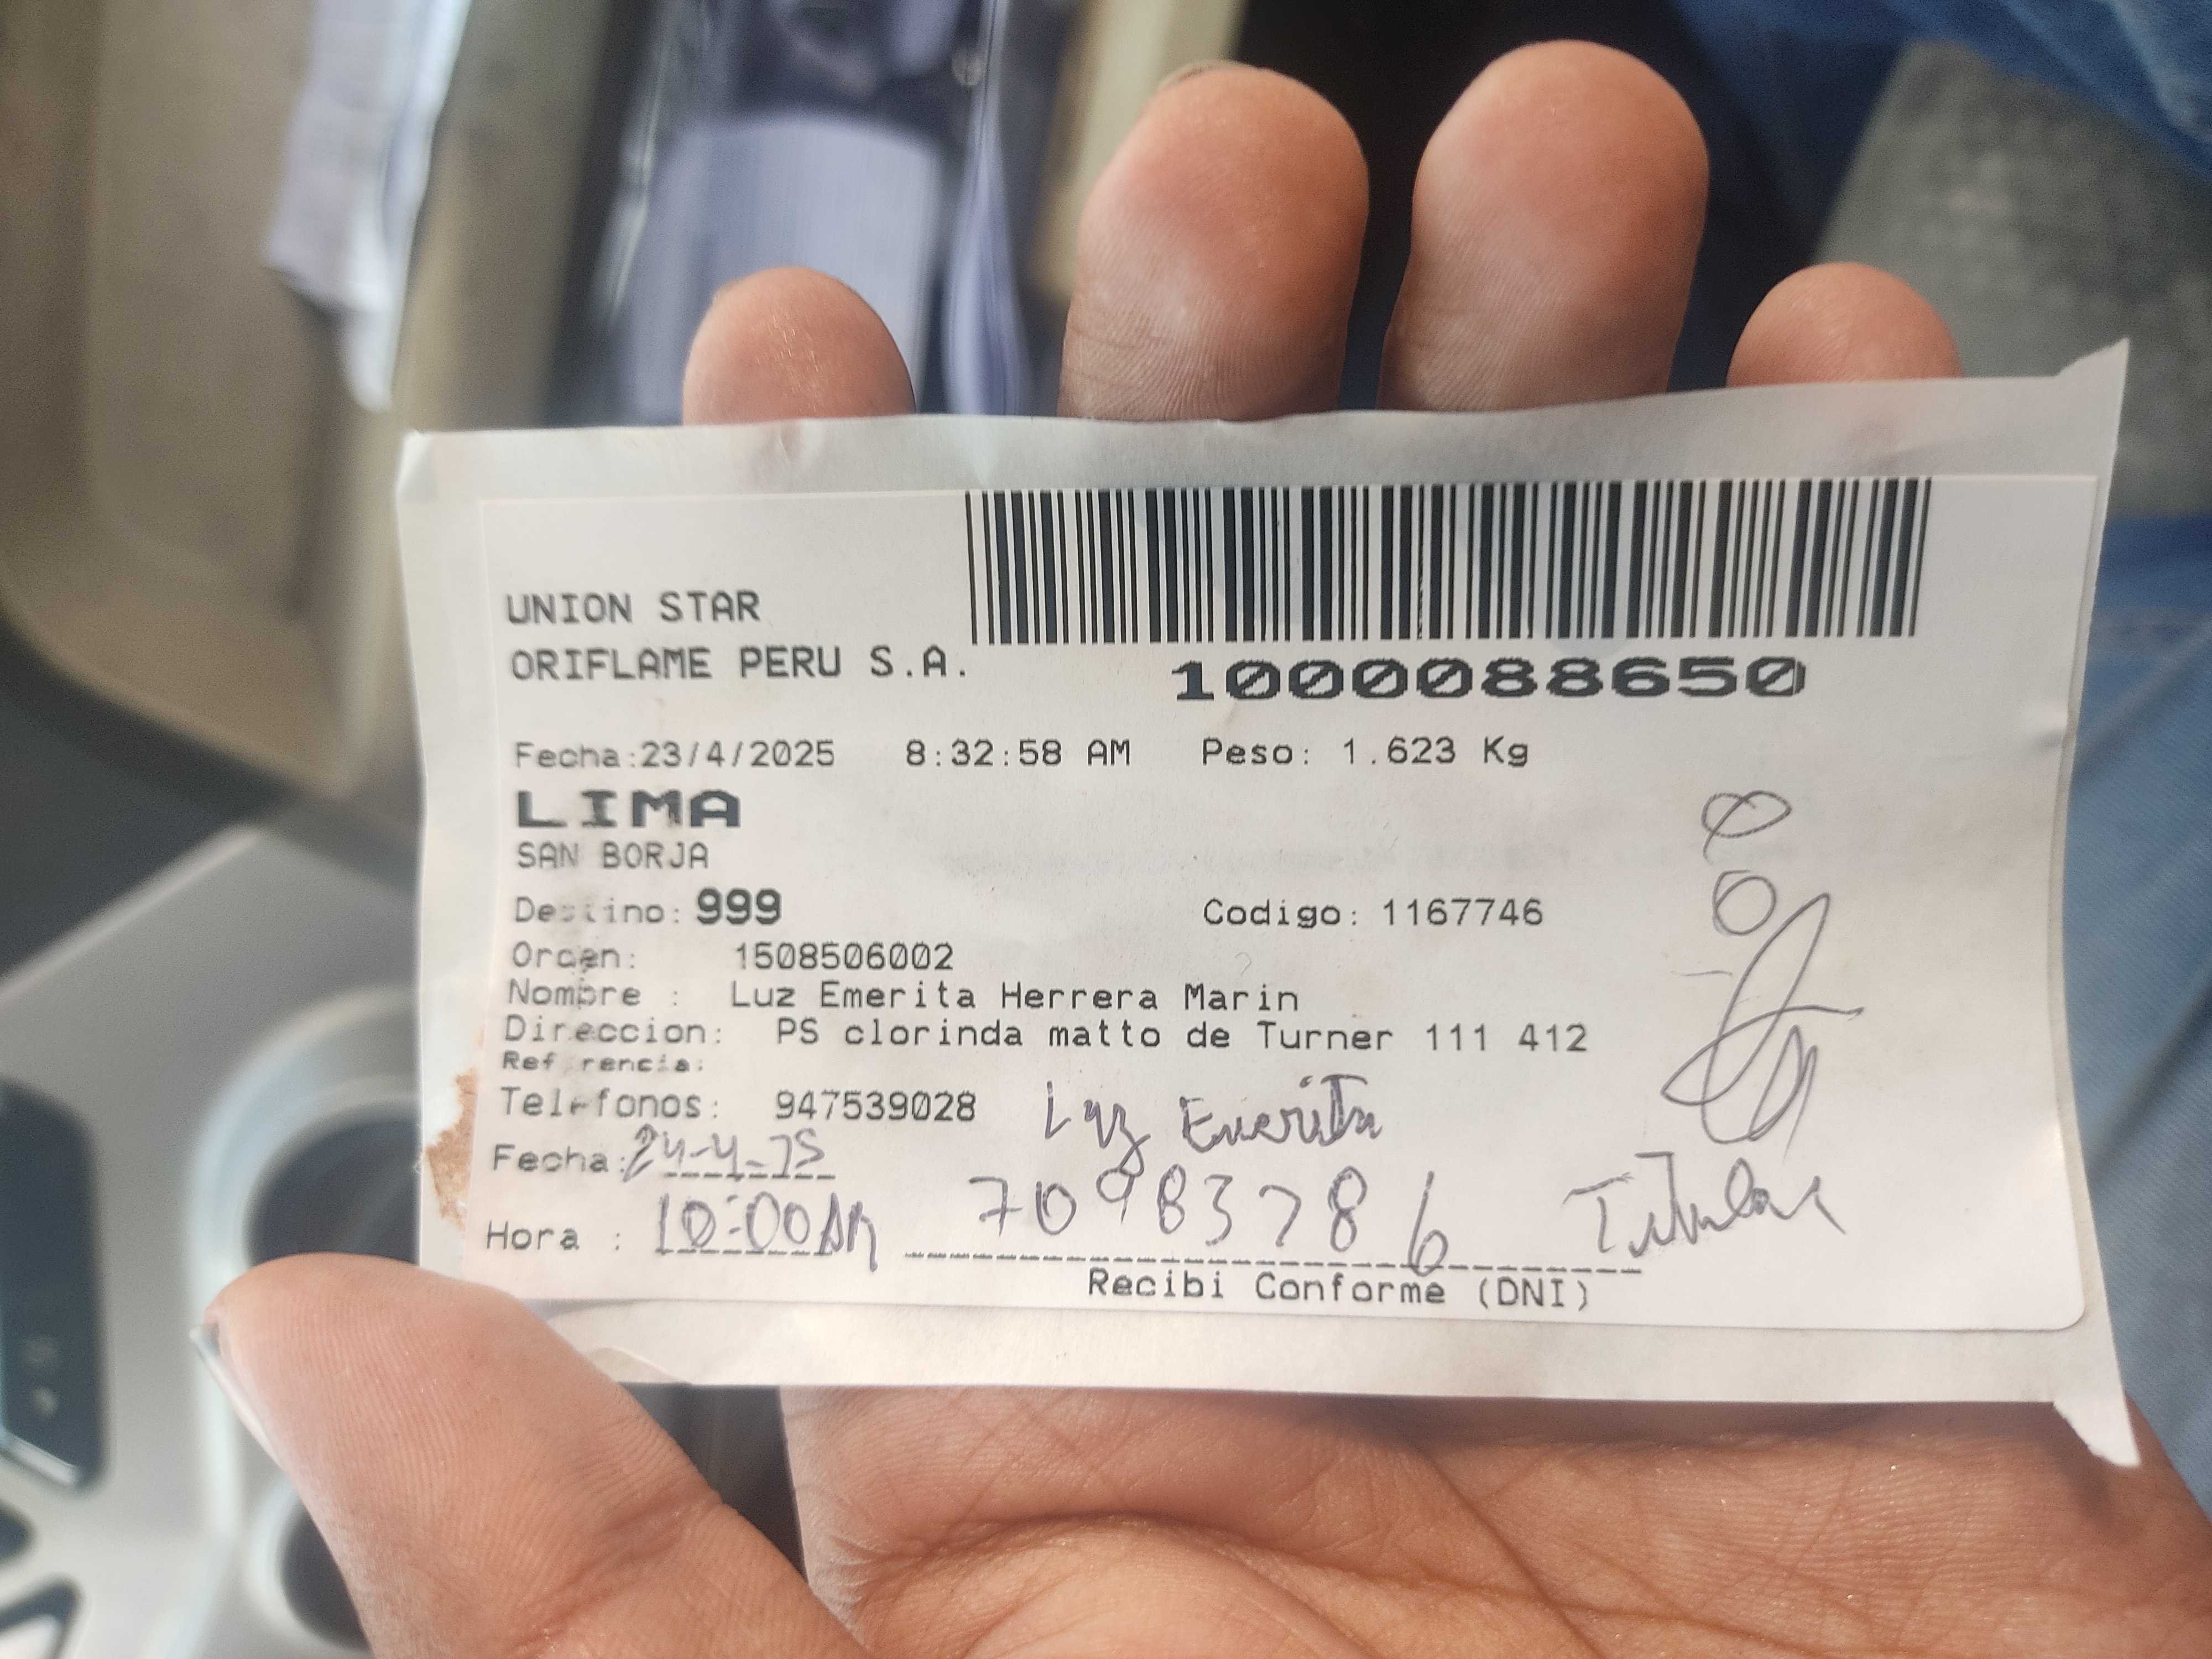 UNION STAR
ORIFLAME PERU S.A.
1000088650
Fecha:23/4/2025 8:32:58 AM Peso: 1.623 Kg
LIMA
SAN BORJA
Destino: 999 Codigo: 1167746
Orden: 1508506002
Nombre : Luz Emerita Herrera Marin
Direccion: PS clorinda matto de Turner 111 412
Referencia:
Telefonos: 947539028 Luz Emerita
Fecha: 24-4-25
Hora : 10:00AM 70983786 Titular
Recibi Conforme (DNI)